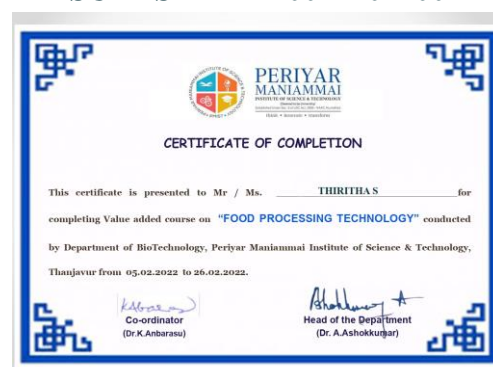 PERIYAR
MANIAMMAI
INSTITUTE OF SCIENCE & TECHNOLOGY
CERTIFICATE OF COMPLETION
This certificate is presented to Mr / Ms. THIRITHA S for
completing Value added course on "FOOD PROCESSING TECHNOLOGY" conducted
by Department of BioTechnology, Periyar Maniammai Institute of Science & Technology,
Thanjavur from 05.02.2022 to 26.02.2022.
Co-ordinator Head of the Department
(Dr.K.Anbarasu) (Dr. A.Ashokkumar)